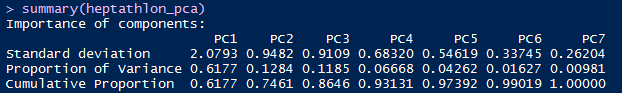 > summary(heptathlon_pca)
Importance of components:
PC1 PC2 PC3 PC4 PC5 PC6 PC7
Standard deviation 2.0793 0.9482 0.9109 0.68320 0.54619 0.33745 0.26204
Proportion of Variance 0.6177 0.1284 0.1185 0.06668 0.04262 0.01627 0.00981
Cumulative Proportion 0.6177 0.7461 0.8646 0.93131 0.97392 0.99019 1.00000